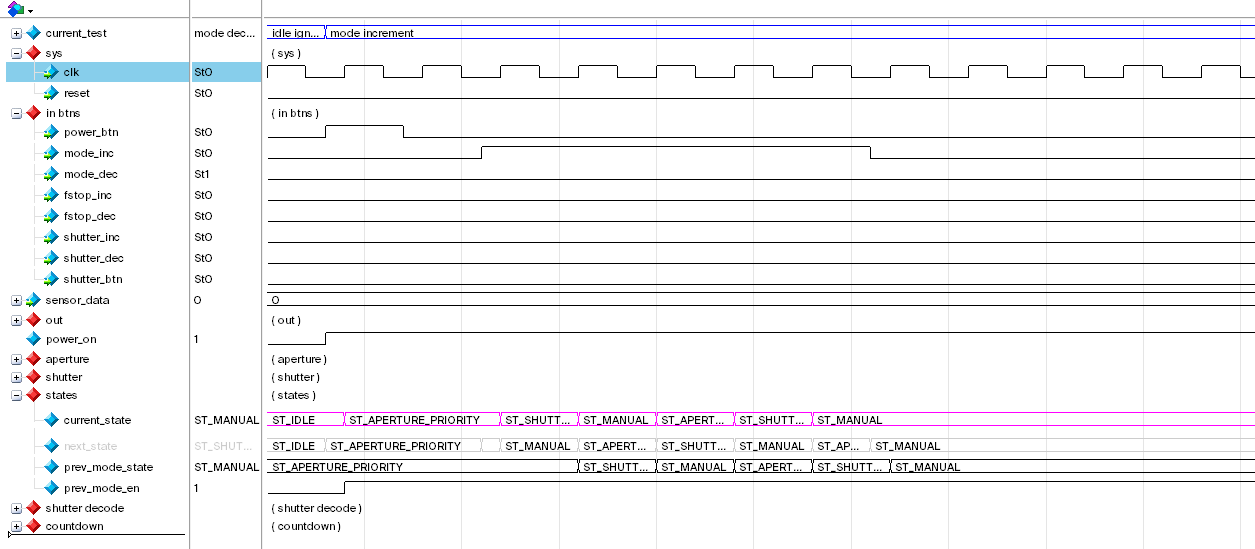 current_test mode dec... idle ign... mode increment
sys ( sys )
clk St0
reset St0
in btns ( in btns )
power_btn St0
mode_inc St0
mode_dec St1
fstop_inc St0
fstop_dec St0
shutter_inc St0
shutter_dec St0
shutter_btn St0
sensor_data 0 0
out ( out )
power_on 1
aperture ( aperture )
shutter ( shutter )
states ( states )
current_state ST_MANUAL ST_IDLE ST_APERTURE_PRIORITY ST_SHUTT... ST_MANUAL ST_APERT... ST_SHUTT... ST_MANUAL
next_state ST_SHUT... ST_IDLE ST_APERTURE_PRIORITY ST_MANUAL ST_APERT... ST_SHUTT... ST_MANUAL ST_AP... ST_MANUAL
prev_mode_state ST_MANUAL ST_APERTURE_PRIORITY ST_SHUTT... ST_MANUAL ST_APERT... ST_SHUTT... ST_MANUAL
prev_mode_en 1
shutter decode ( shutter decode )
countdown ( countdown )